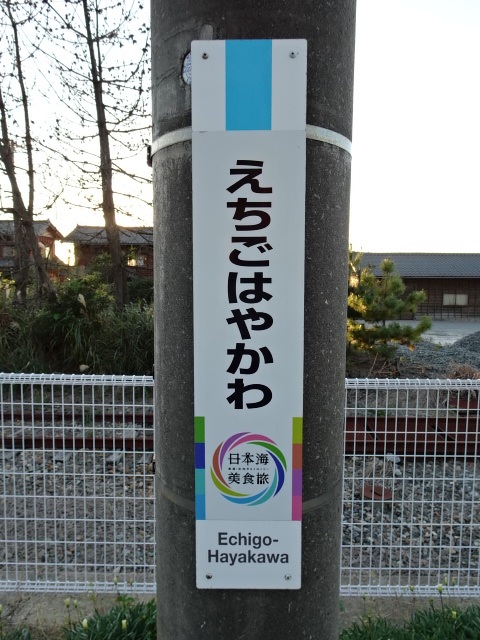 えちごはやかわ
日本海
美食旅
Echigo-
Hayakawa